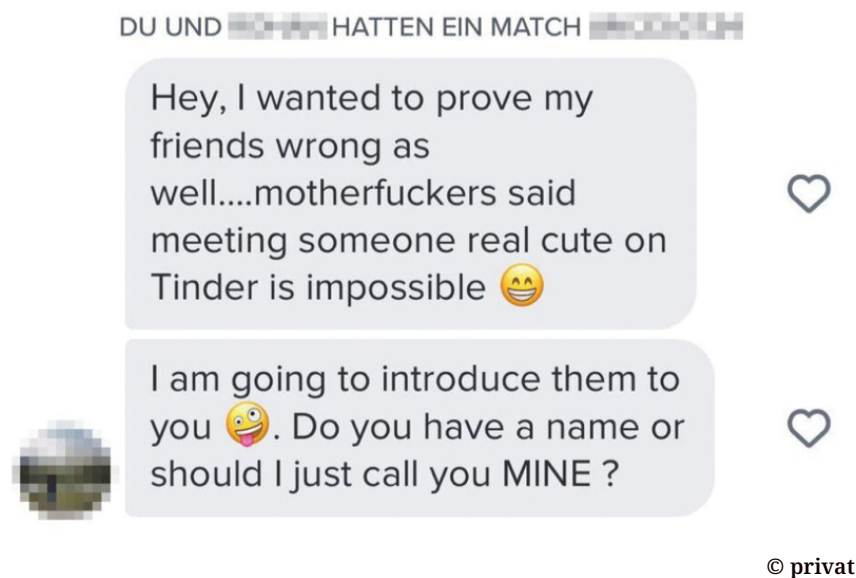 DU UND HATTEN EIN MATCH
Hey, I wanted to prove my
friends wrong as
well....motherfuckers said
meeting someone real cute on
Tinder is impossible 😁
I am going to introduce them to
you 🤪. Do you have a name or
should I just call you MINE ?
© privat